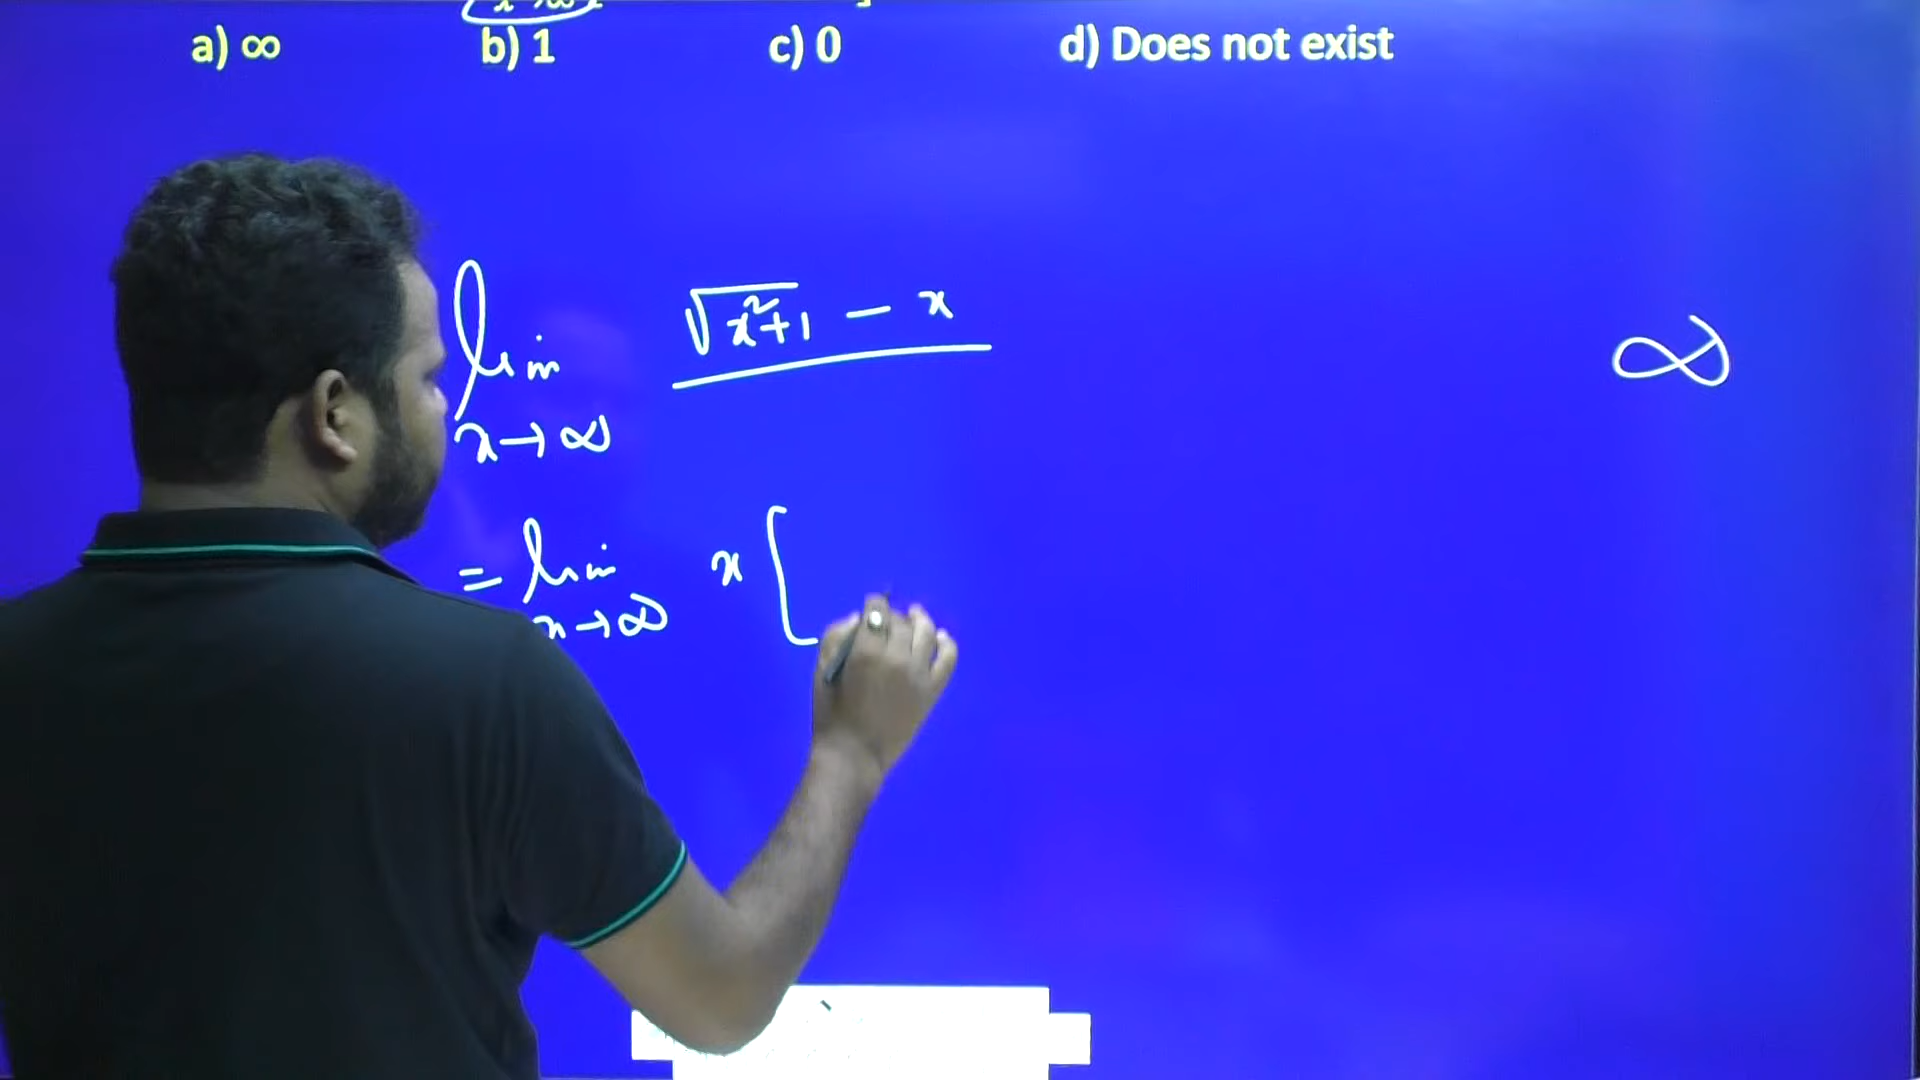 x→∞
a) ∞ b) 1 c) 0 d) Does not exist
lim √x²+1 − x
x→∞
∞
= lim x [
x→∞